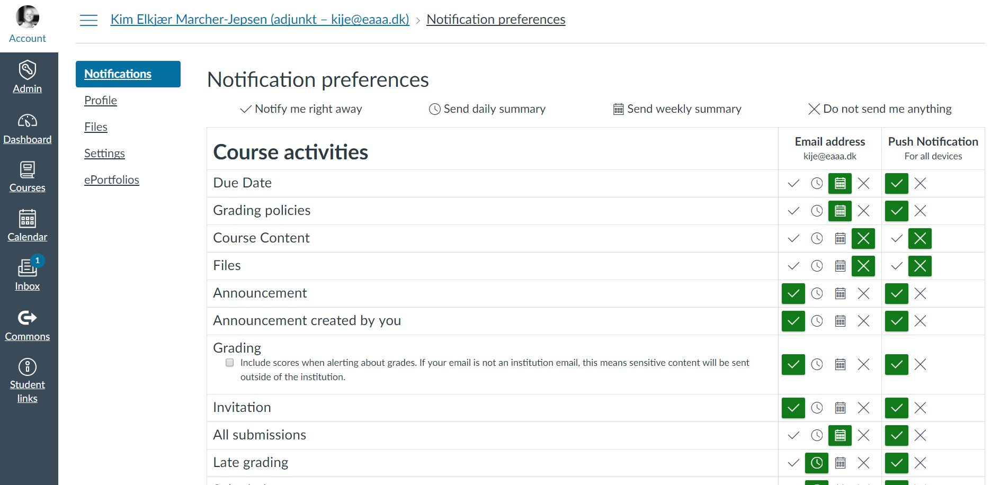 Account
Admin
Dashboard
Courses
Calendar
1
Inbox
Commons
Student
links
Kim Elkjær Marcher-Jepsen (adjunkt – kije@eaaa.dk) > Notification preferences
Notifications
Profile
Files
Settings
ePortfolios
Notification preferences
Notify me right away
Send daily summary
Send weekly summary
Do not send me anything
Course activities
Email address
kije@eaaa.dk
Push Notification
For all devices
Due Date
Grading policies
Course Content
Files
Announcement
Announcement created by you
Grading
Include scores when alerting about grades. If your email is not an institution email, this means sensitive content will be sent
outside of the institution.
Invitation
All submissions
Late grading